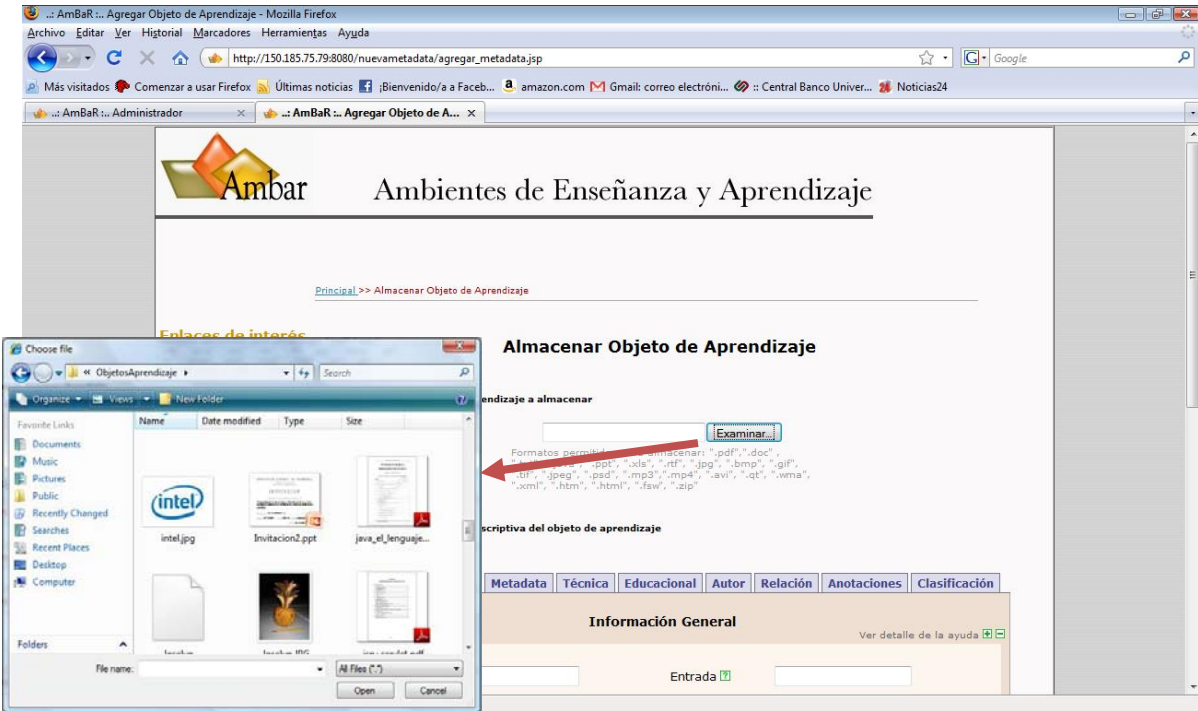 ..: AmBaR :.. Agregar Objeto de Aprendizaje - Mozilla Firefox
Archivo Editar Ver Historial Marcadores Herramientas Ayuda
http://150.185.75.79:8080/nuevametadata/agregar_metadata.jsp
G Google
Más visitados Comenzar a usar Firefox Últimas noticias ¡Bienvenido/a a Faceb... amazon.com Gmail: correo electróni... :: Central Banco Univer... Noticias24
..: AmBaR :.. Administrador ..: AmBaR :.. Agregar Objeto de A...
Ambar Ambientes de Enseñanza y Aprendizaje
Principal >> Almacenar Objeto de Aprendizaje
Enlaces de interés
Almacenar Objeto de Aprendizaje
endizaje a almacenar
Examinar...
Formatos almacenar: ".pdf",".doc" ,
".ppt", ".xls", ".rtf", ".jpg", ".bmp", ".gif",
".tif", ".jpeg", ".psd", ".mp3",".mp4", ".avi", ".qt", ".wma",
".xml", ".htm", ".html", ".fsw", ".zip"
scriptiva del objeto de aprendizaje
Metadata Técnica Educacional Autor Relación Anotaciones Clasificación
Información General
Ver detalle de la ayuda
Entrada
Choose file
« ObjetosAprendizaje Search
Organize Views New Folder
Favorite Links
Documents
Music
Pictures
Public
Recently Changed
Searches
Recent Places
Desktop
Computer
Folders
Name Date modified Type Size
intel
intel.jpg Invitacion2.ppt java_el_lenguaje...
File name: All Files (*.*)
Open Cancel